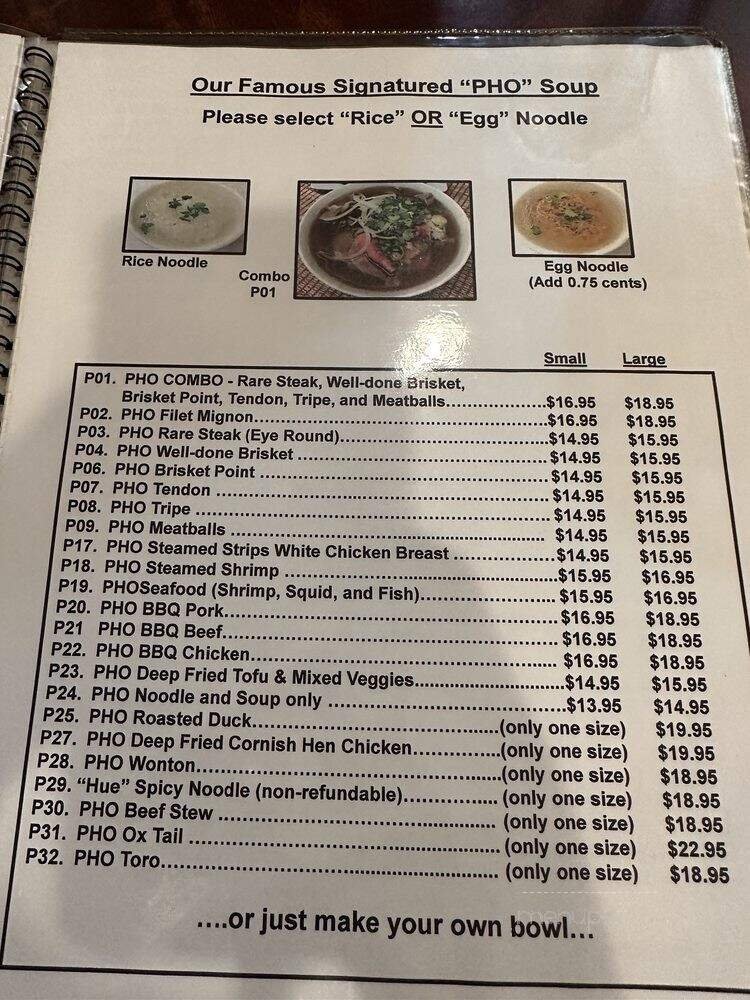 Our Famous Signatured “PHO” Soup
Please select “Rice” OR “Egg” Noodle
Rice Noodle
Combo
P01
Egg Noodle
(Add 0.75 cents)
Small Large
P01. PHO COMBO - Rare Steak, Well-done Brisket,
Brisket Point, Tendon, Tripe, and Meatballs.....................$16.95 $18.95
P02. PHO Filet Mignon...............................................................$16.95 $18.95
P03. PHO Rare Steak (Eye Round)............................................$14.95 $15.95
P04. PHO Well-done Brisket ......................................................$14.95 $15.95
P06. PHO Brisket Point ..............................................................$14.95 $15.95
P07. PHO Tendon .......................................................................$14.95 $15.95
P08. PHO Tripe ...........................................................................$14.95 $15.95
P09. PHO Meatballs .................................................................... $14.95 $15.95
P17. PHO Steamed Strips White Chicken Breast ......................$14.95 $15.95
P18. PHO Steamed Shrimp .........................................................$15.95 $16.95
P19. PHOSeafood (Shrimp, Squid, and Fish)............................. $15.95 $16.95
P20. PHO BBQ Pork.....................................................................$16.95 $18.95
P21 PHO BBQ Beef.....................................................................$16.95 $18.95
P22. PHO BBQ Chicken............................................................... $16.95 $18.95
P23. PHO Deep Fried Tofu & Mixed Veggies...............................$14.95 $15.95
P24. PHO Noodle and Soup only .................................................$13.95 $14.95
P25. PHO Roasted Duck...................................................(only one size) $19.95
P27. PHO Deep Fried Cornish Hen Chicken..................(only one size) $19.95
P28. PHO Wonton..............................................................(only one size) $18.95
P29. “Hue” Spicy Noodle (non-refundable)................... (only one size) $18.95
P30. PHO Beef Stew .......................................................... (only one size) $18.95
P31. PHO Ox Tail ................................................................ (only one size) $22.95
P32. PHO Toro...................................................................... (only one size) $18.95
....or just make your own bowl...